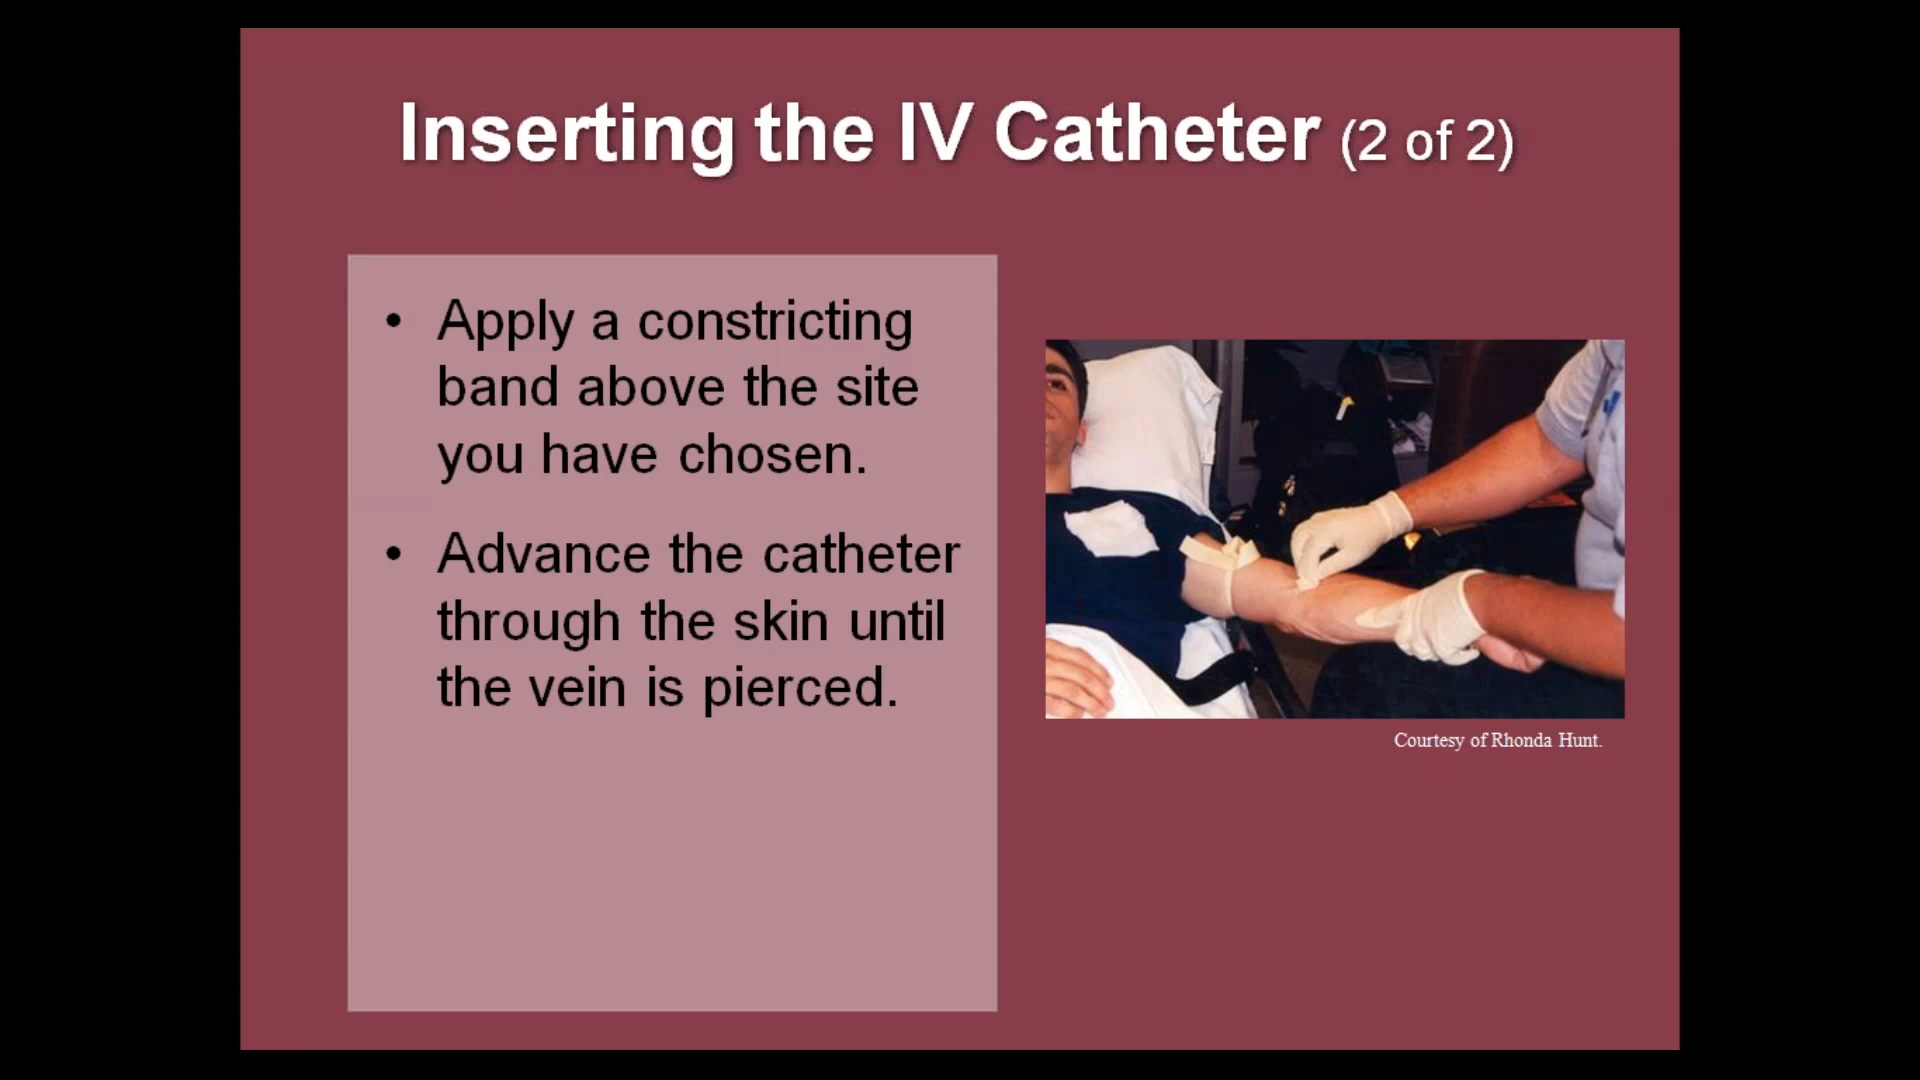 Inserting the IV Catheter (2 of 2)
• Apply a constricting
band above the site
you have chosen.
• Advance the catheter
through the skin until
the vein is pierced.
Courtesy of Rhonda Hunt.